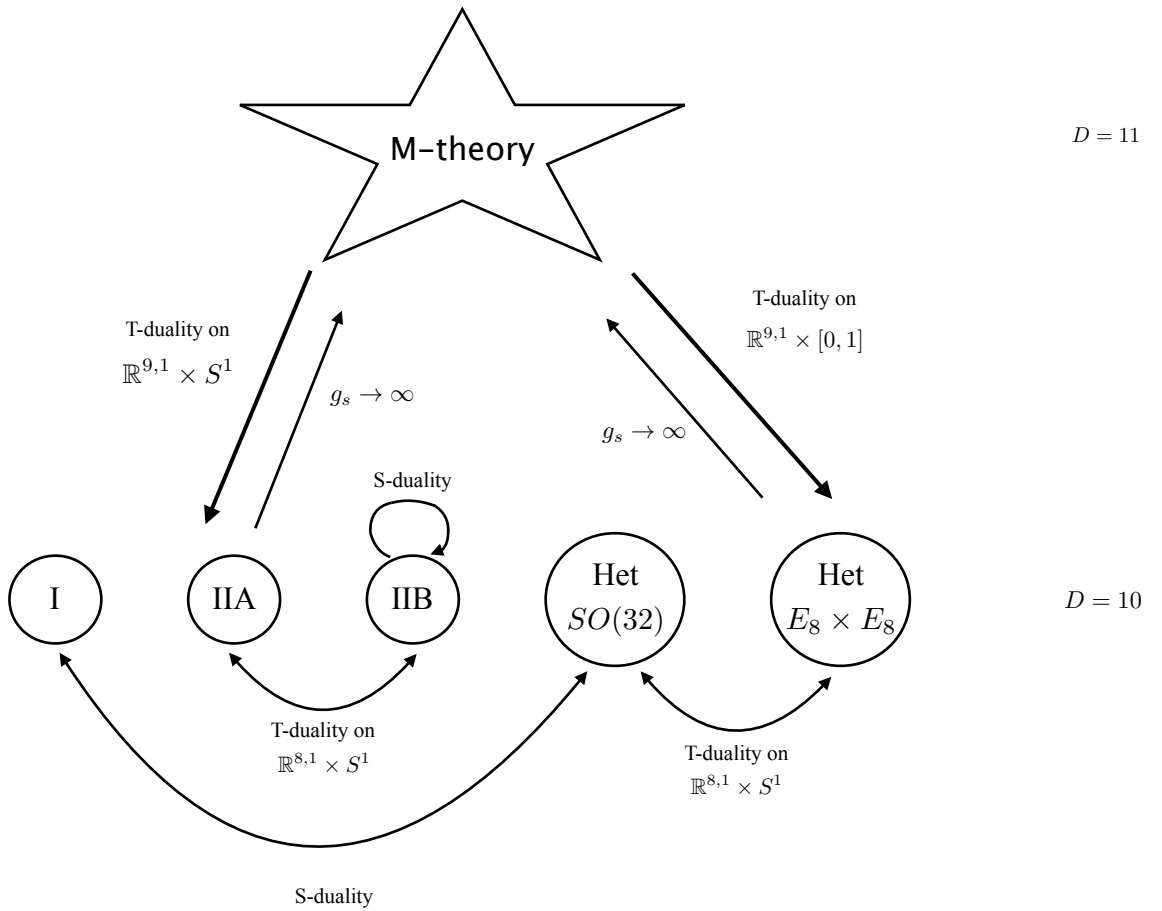 M-theory
D = 11
T-duality on
ℝ^{9,1} × [0, 1]
T-duality on
ℝ^{9,1} × S^1
g_s → ∞
g_s → ∞
S-duality
I
IIA
IIB
Het
SO(32)
Het
E_8 × E_8
D = 10
T-duality on
ℝ^{8,1} × S^1
T-duality on
ℝ^{8,1} × S^1
S-duality